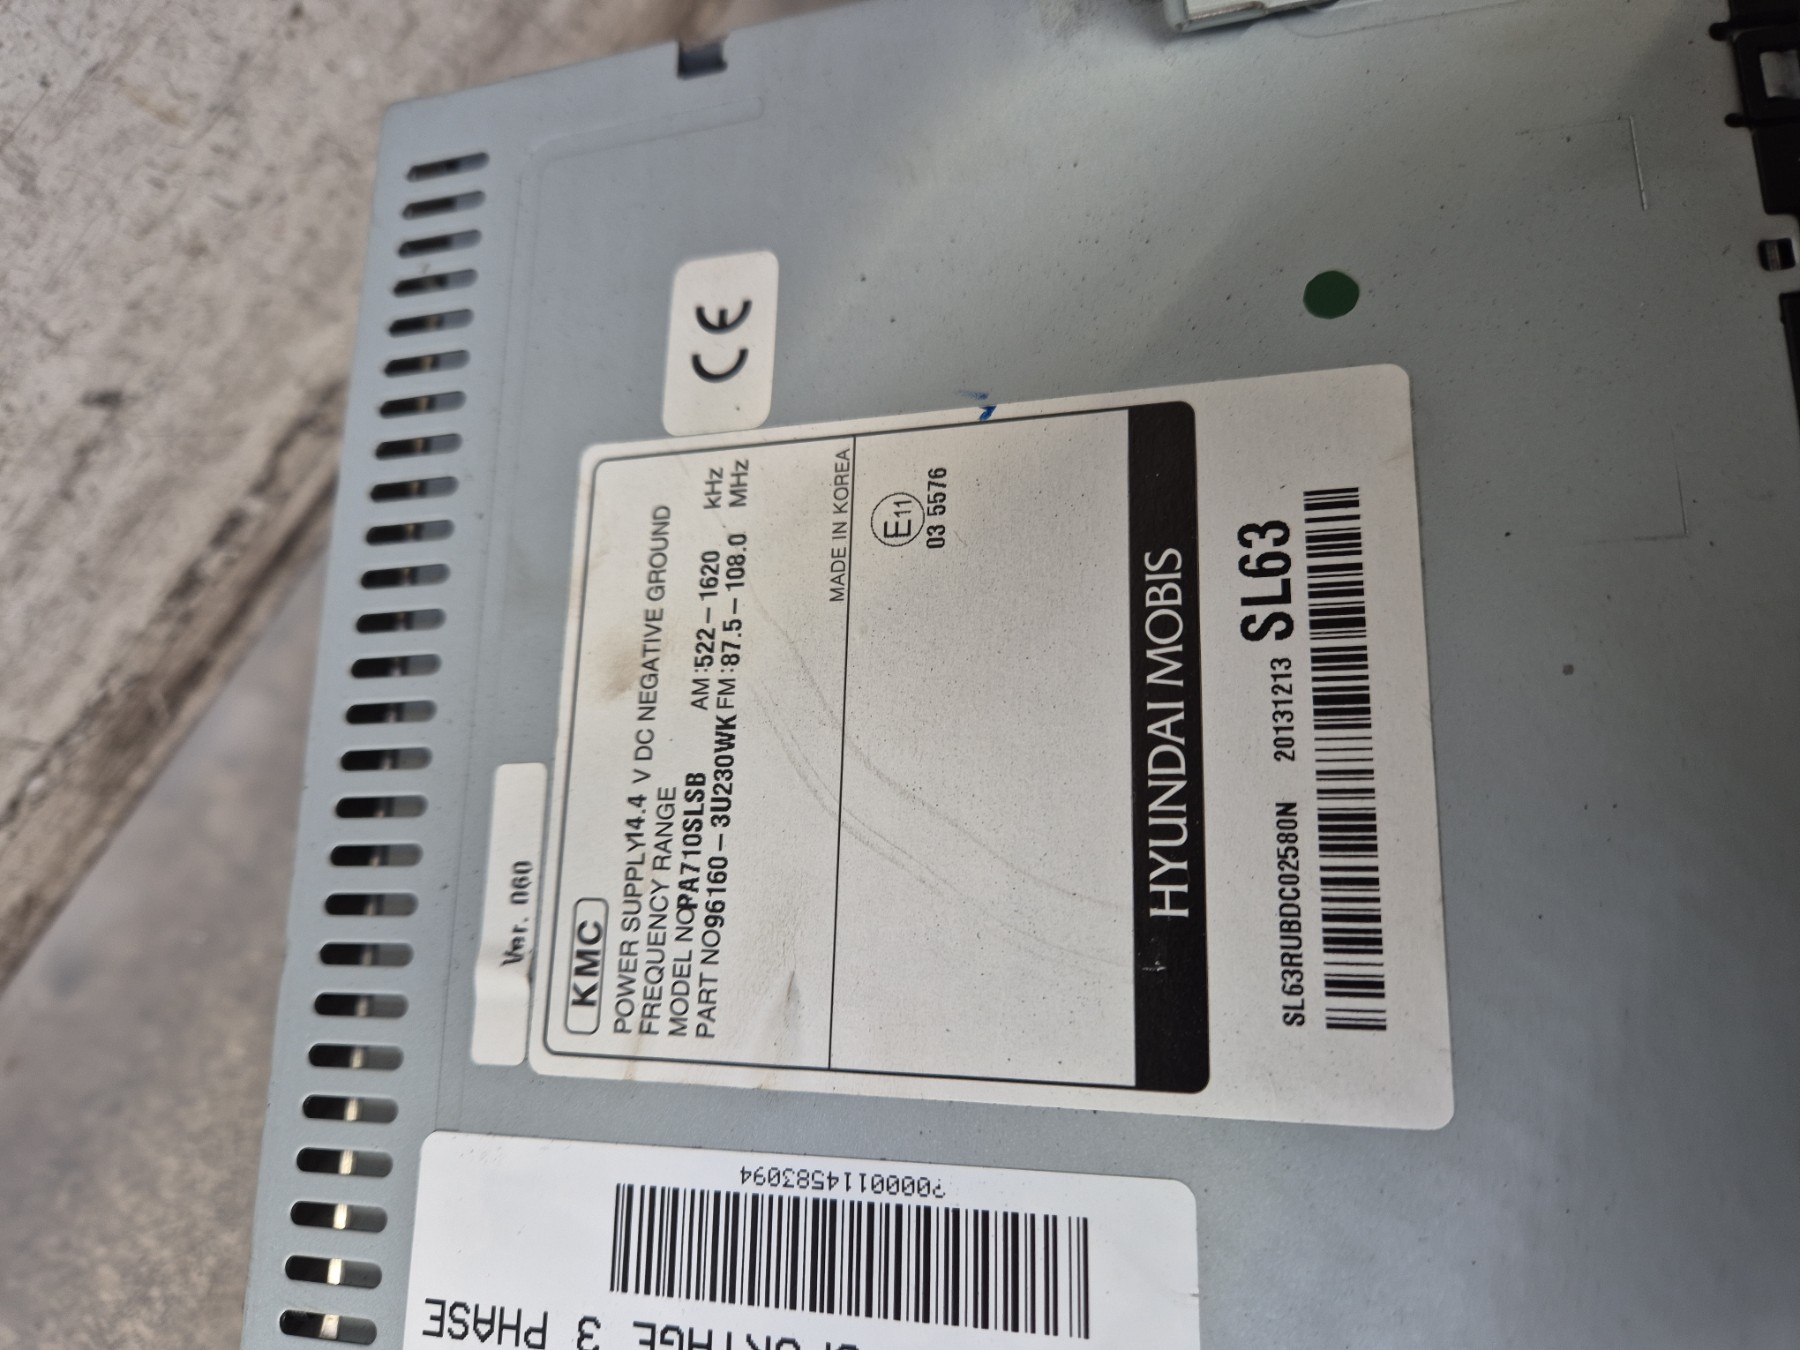 CE
Ver. 060
KMC
POWER SUPPLY14.4 V DC NEGATIVE GROUND
FREQUENCY RANGE
MODEL NOPA710SLSB AM:522–1620 kHz
PART NO96160–3U230WK FM:87.5–108.0 MHz
MADE IN KOREA
E11
03 5576
HYUNDAI MOBIS
SL63RUBDC02580N 20131213 SL63
?0000114583094
3
PHASE